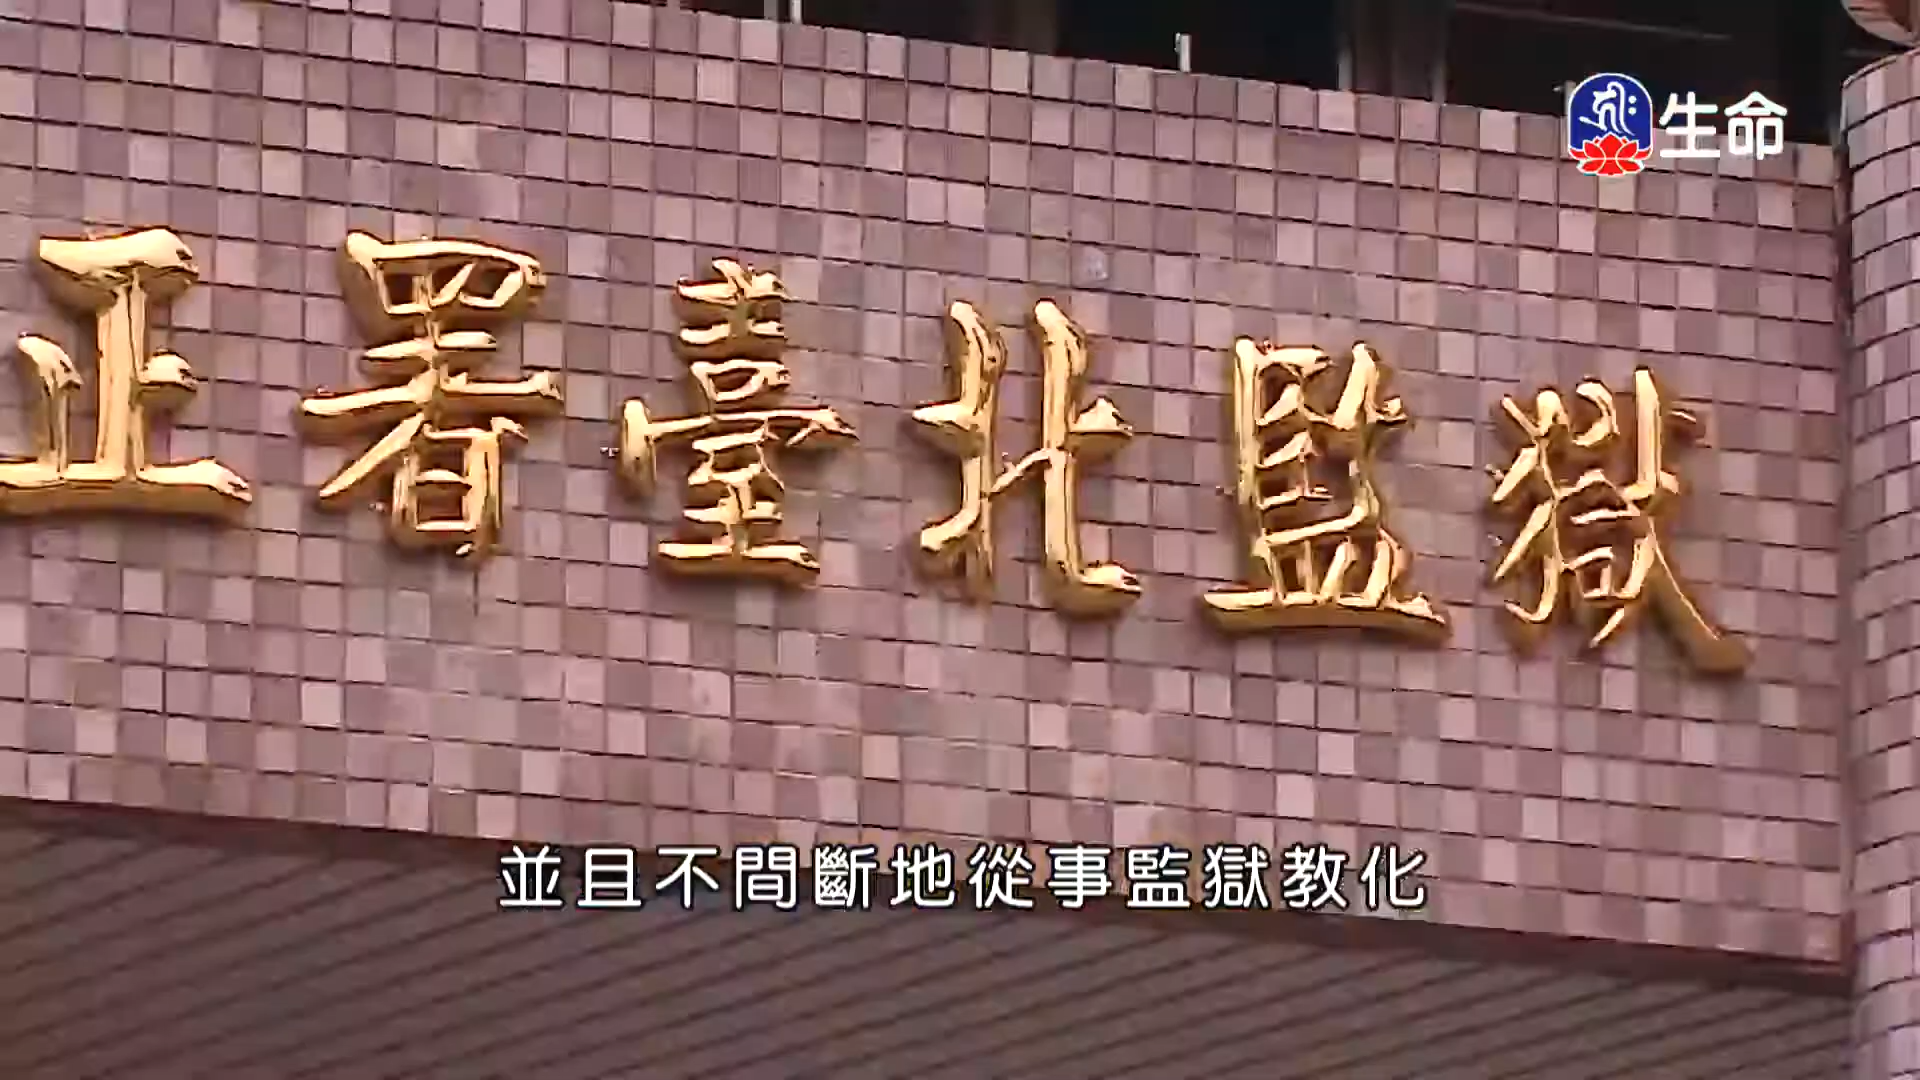 生命
正署臺北監獄
並且不間斷地從事監獄教化